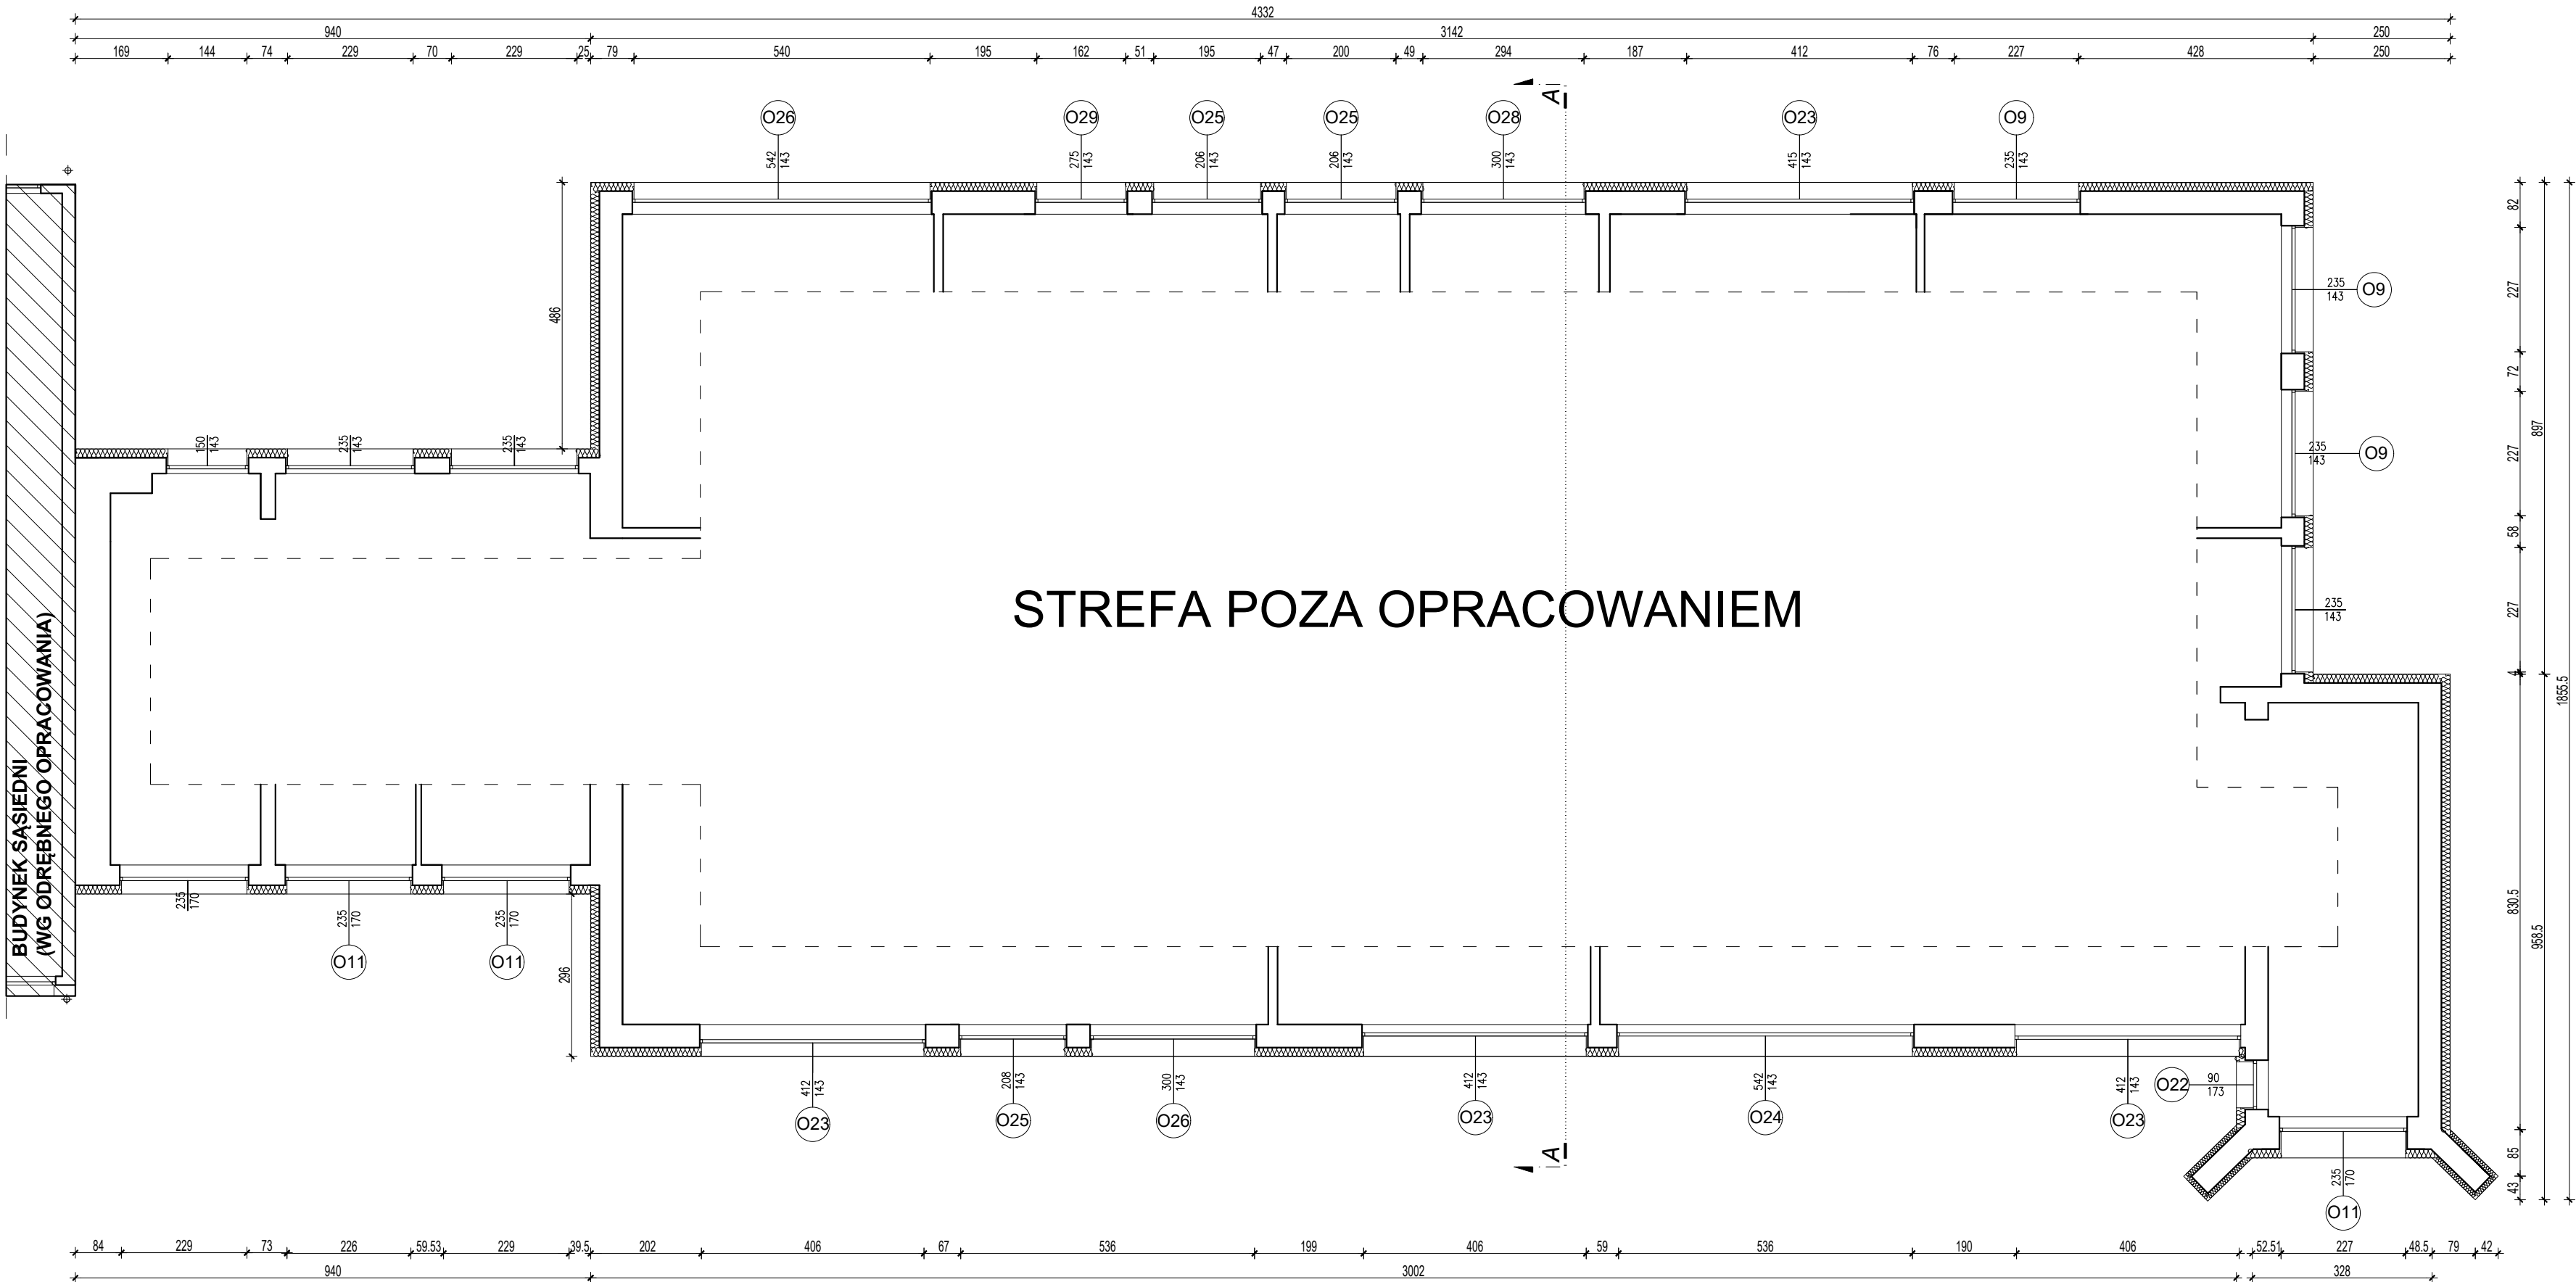 4332
940 3142 250
169 144 74 229 70 229 25 79 540 195 162 51 195 47 200 49 294 187 412 76 227 428 250
A
O26 O29 O25 O25 O28 O23 O9
542 143
275 143
206 143
206 143
300 143
415 143
235 143
82
227
72
227
58
227
4
830.5
85
43
897
958.5
1855.5
486
235
143
O9
235
143
O9
235
143
150 143
235 143
235 143
STREFA POZA OPRACOWANIEM
BUDYNEK SĄSIEDNI
(WG ODRĘBNEGO OPRACOWANIA)
235 170
235 170
235 170
O11 O11
296
412 143
208 143
300 143
412 143
542 143
412 143
O23 O25 O26 O23 O24 O23
O22
90
173
A
235 170
O11
84 229 73 226 59.53 229 39.5 202 406 67 536 199 406 59 536 190 406 52.51 227 48.5 79 42
940 3002 328